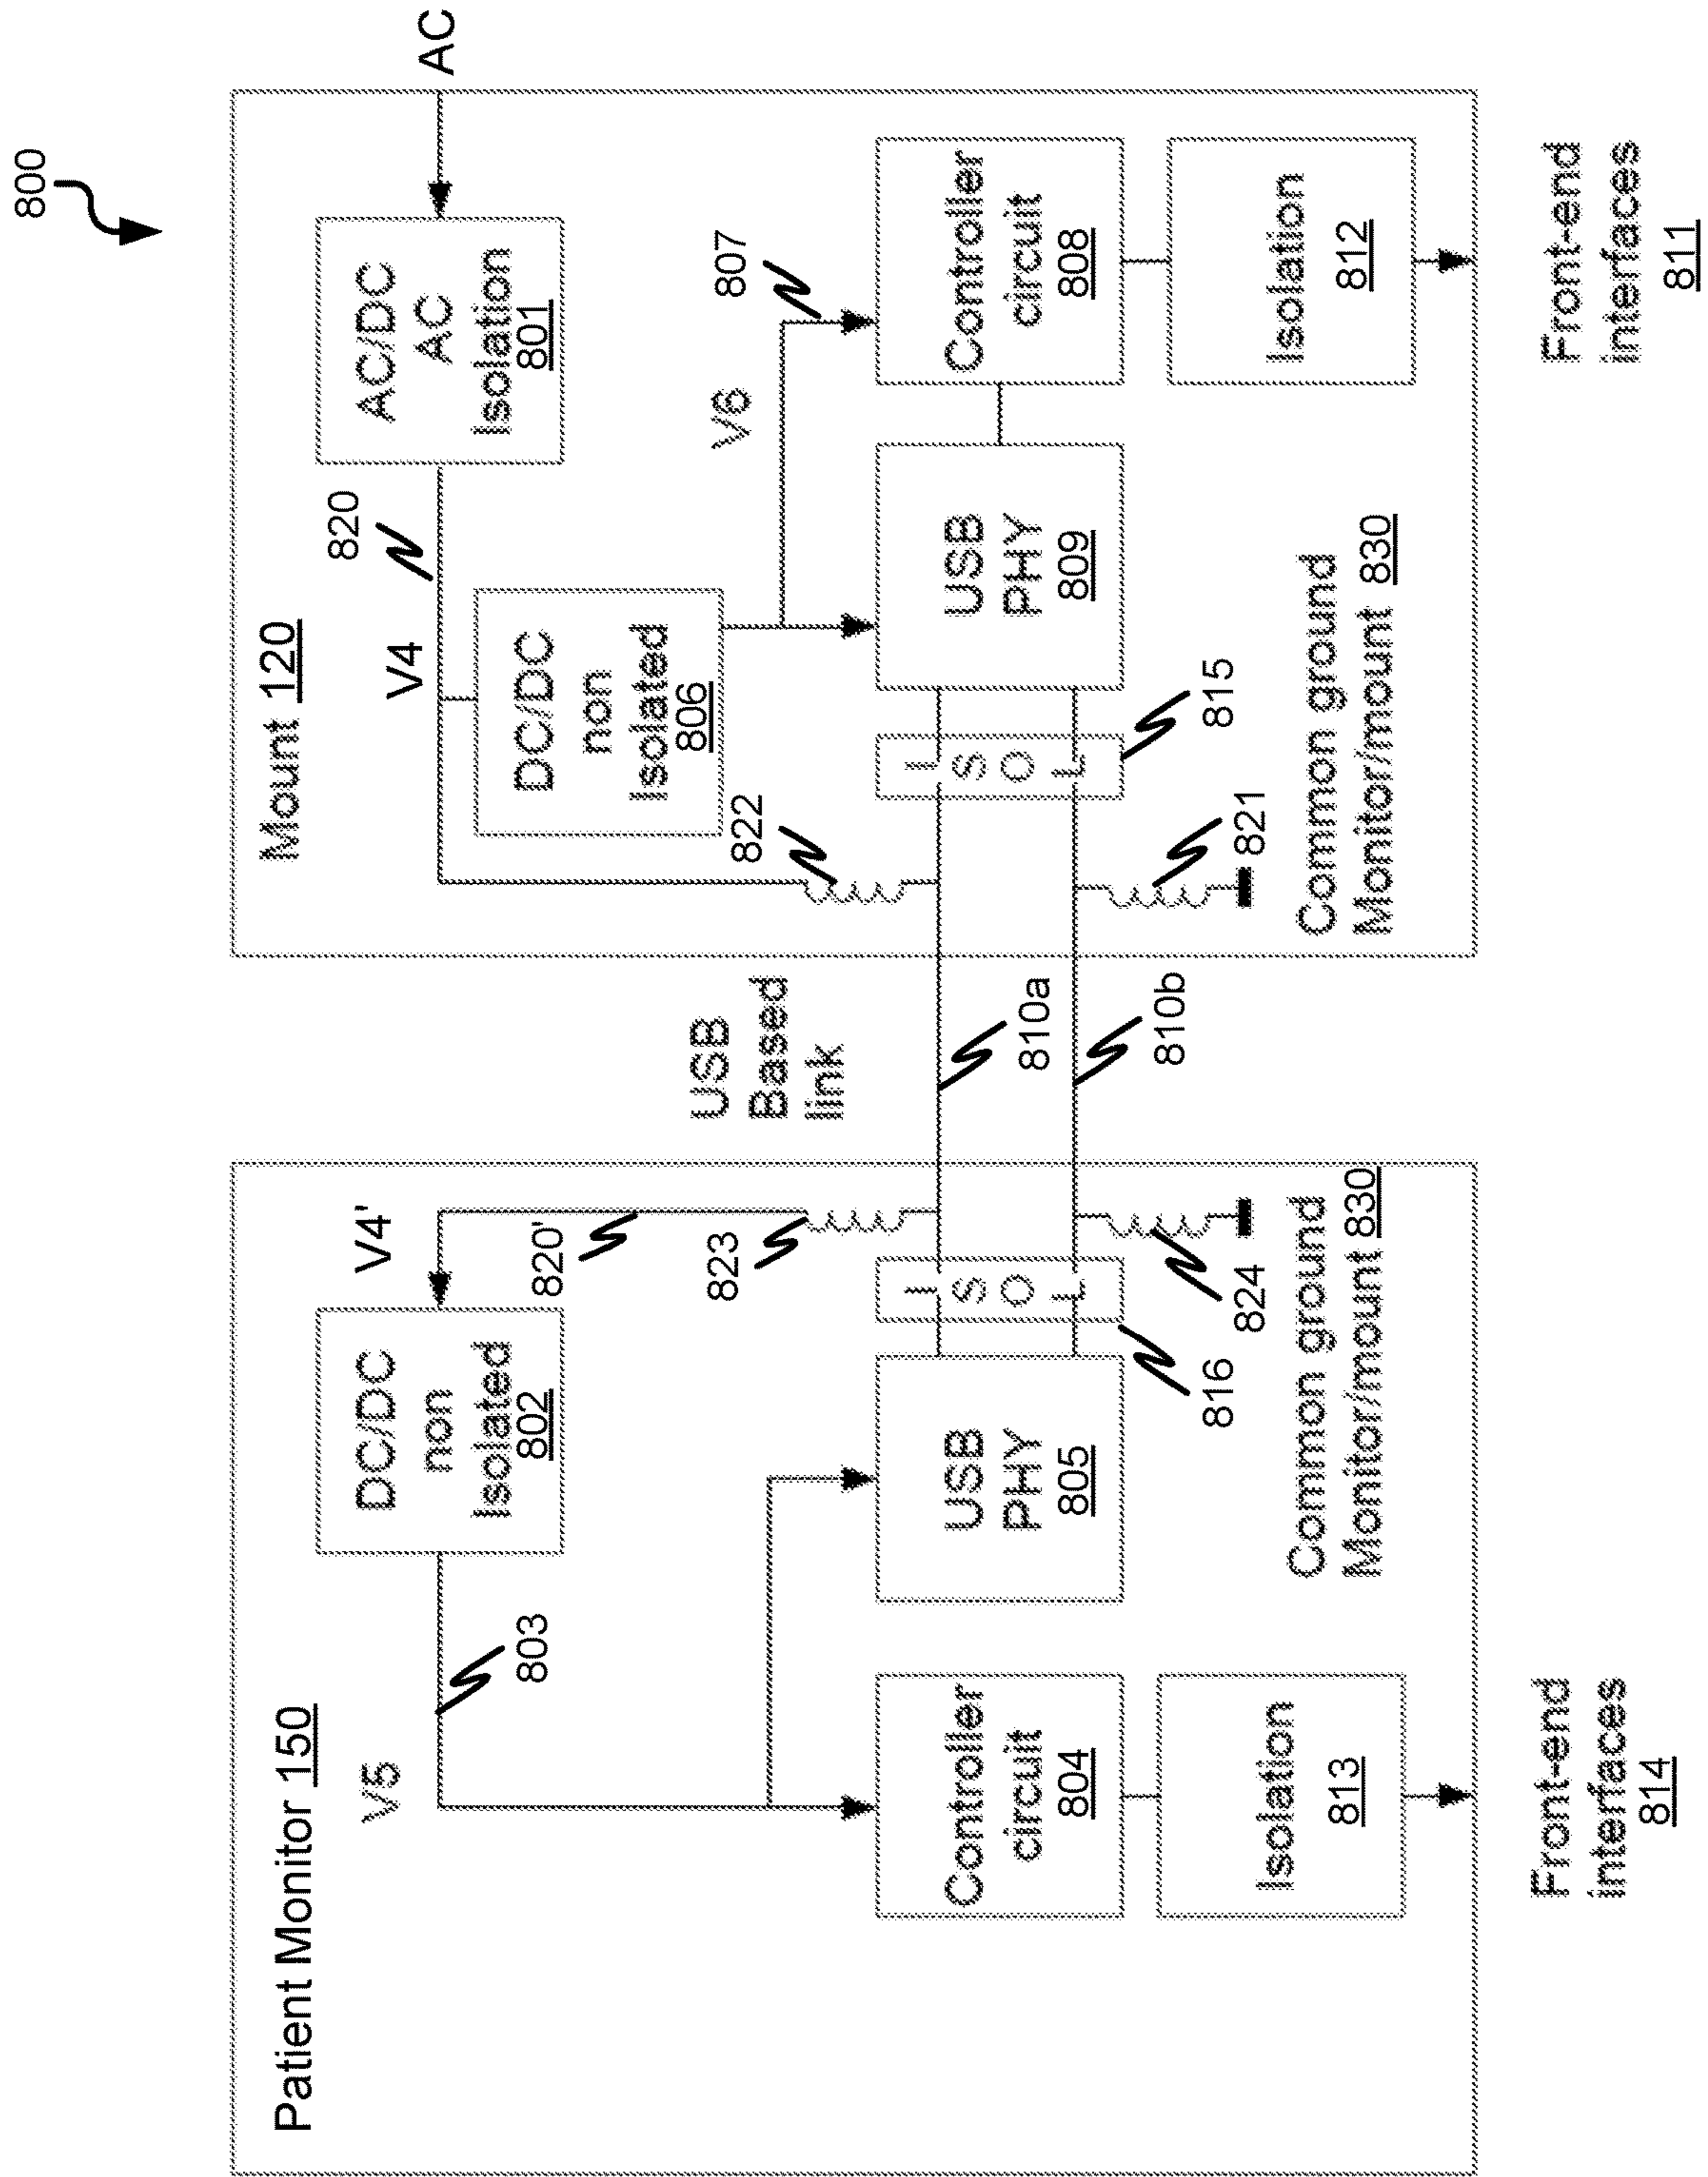 800
Patient Monitor 150
V5
803
DC/DC
non
Isolated
802
V4'
820'
823
Controller
circuit
804
USB
PHY
805
I
S
O
L
816
824
Isolation
813
Common ground
Monitor/mount 830
Front-end
interfaces
814
USB
Based
link
810a
810b
Mount 120
V4
820
AC/DC
AC
Isolation
801
AC
DC/DC
non
Isolated
806
822
V6
807
I
S
O
L
815
821
USB
PHY
809
Controller
circuit
808
Isolation
812
Common ground
Monitor/mount 830
Front-end
interfaces
811